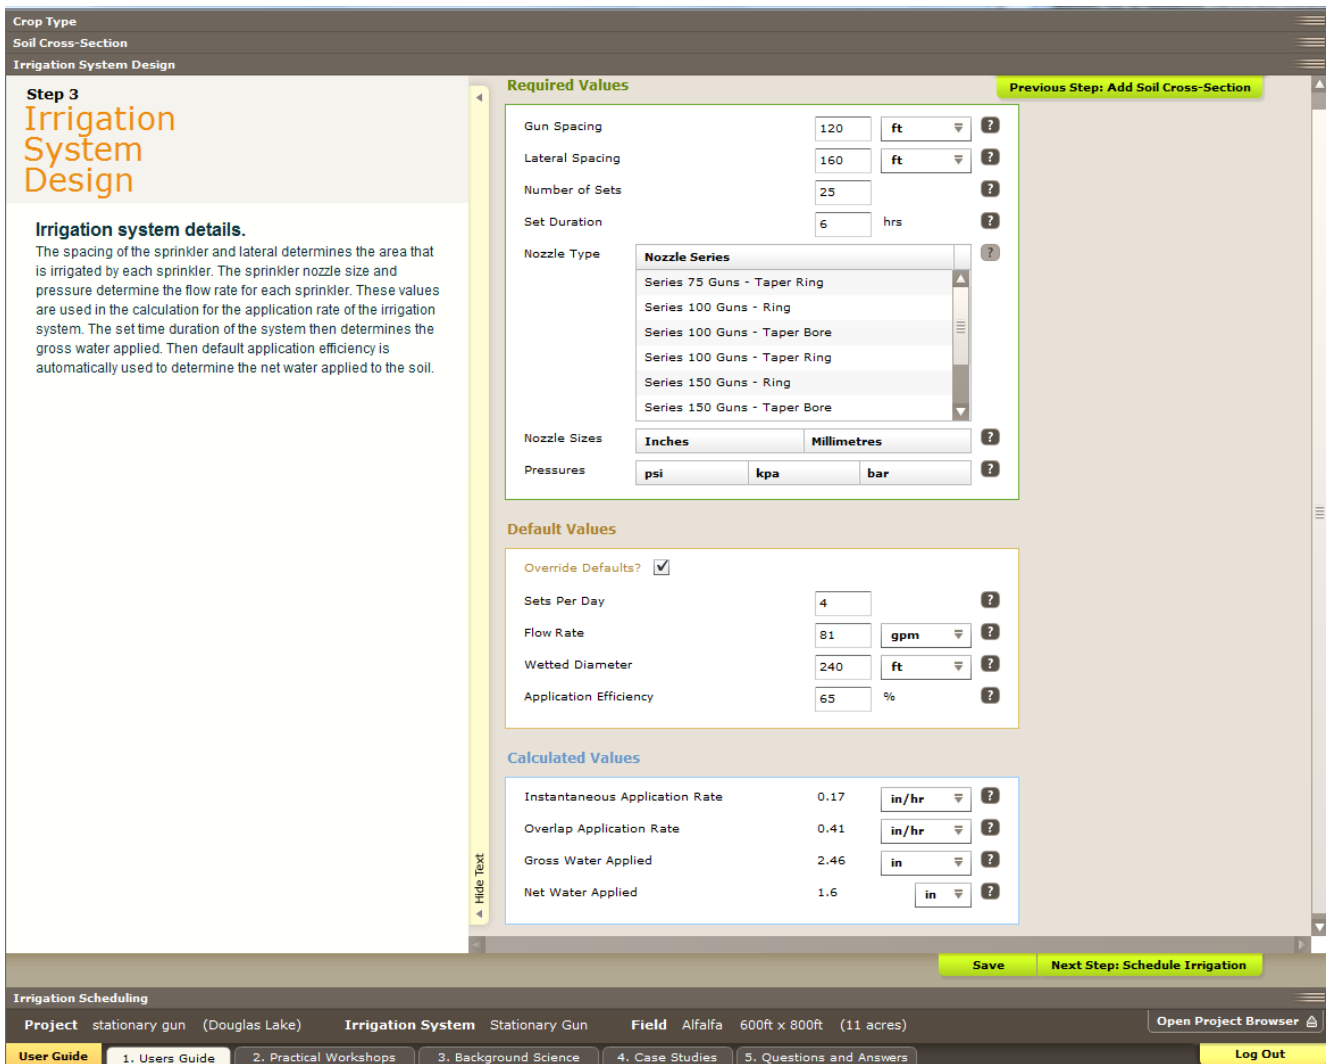 Crop Type
Soil Cross-Section
Irrigation System Design
Step 3
Irrigation
System
Design
Irrigation system details.
The spacing of the sprinkler and lateral determines the area that
is irrigated by each sprinkler. The sprinkler nozzle size and
pressure determine the flow rate for each sprinkler. These values
are used in the calculation for the application rate of the irrigation
system. The set time duration of the system then determines the
gross water applied. Then default application efficiency is
automatically used to determine the net water applied to the soil.
Hide Text
Required Values
Previous Step: Add Soil Cross-Section
Gun Spacing 120 ft ?
Lateral Spacing 160 ft ?
Number of Sets 25 ?
Set Duration 6 hrs ?
Nozzle Type Nozzle Series ?
Series 75 Guns - Taper Ring
Series 100 Guns - Ring
Series 100 Guns - Taper Bore
Series 100 Guns - Taper Ring
Series 150 Guns - Ring
Series 150 Guns - Taper Bore
Nozzle Sizes Inches Millimetres ?
Pressures psi kpa bar ?
Default Values
Override Defaults?
Sets Per Day 4 ?
Flow Rate 81 gpm ?
Wetted Diameter 240 ft ?
Application Efficiency 65 % ?
Calculated Values
Instantaneous Application Rate 0.17 in/hr ?
Overlap Application Rate 0.41 in/hr ?
Gross Water Applied 2.46 in ?
Net Water Applied 1.6 in ?
Save Next Step: Schedule Irrigation
Irrigation Scheduling
Project stationary gun (Douglas Lake) Irrigation System Stationary Gun Field Alfalfa 600ft x 800ft (11 acres) Open Project Browser
User Guide 1. Users Guide 2. Practical Workshops 3. Background Science 4. Case Studies 5. Questions and Answers Log Out